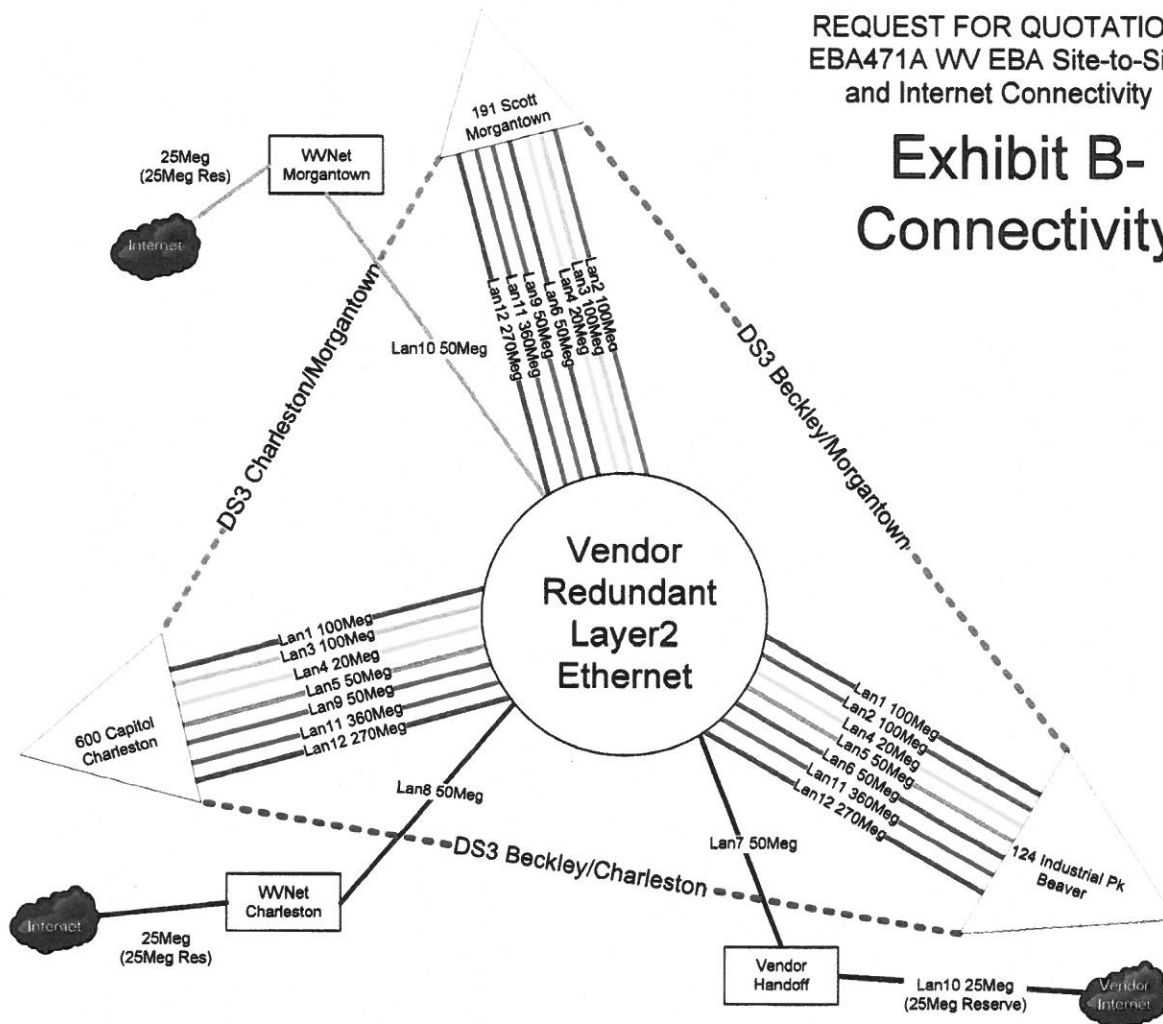 REQUEST FOR QUOTATIO
EBA471A WV EBA Site-to-Si
and Internet Connectivity
Exhibit B-
Connectivity
191 Scott
Morgantown
WVNet
Morgantown
25Meg
(25Meg Res)
Internet
Lan10 50Meg
Lan12 270Meg
Lan11 360Meg
Lan9 50Meg
Lan6 50Meg
Lan4 20Meg
Lan3 100Meg
Lan2 100Meg
DS3 Charleston/Morgantown
DS3 Beckley/Morgantown
Vendor
Redundant
Layer2
Ethernet
600 Capitol
Charleston
Lan1 100Meg
Lan3 100Meg
Lan4 20Meg
Lan5 50Meg
Lan9 50Meg
Lan11 360Meg
Lan12 270Meg
Lan1 100Meg
Lan2 100Meg
Lan4 20Meg
Lan5 50Meg
Lan6 50Meg
Lan11 360Meg
Lan12 270Meg
124 Industrial Pk
Beaver
Lan8 50Meg
Lan7 50Meg
DS3 Beckley/Charleston
WVNet
Charleston
Internet
25Meg
(25Meg Res)
Vendor
Handoff
Lan10 25Meg
(25Meg Reserve)
Vendor
Internet